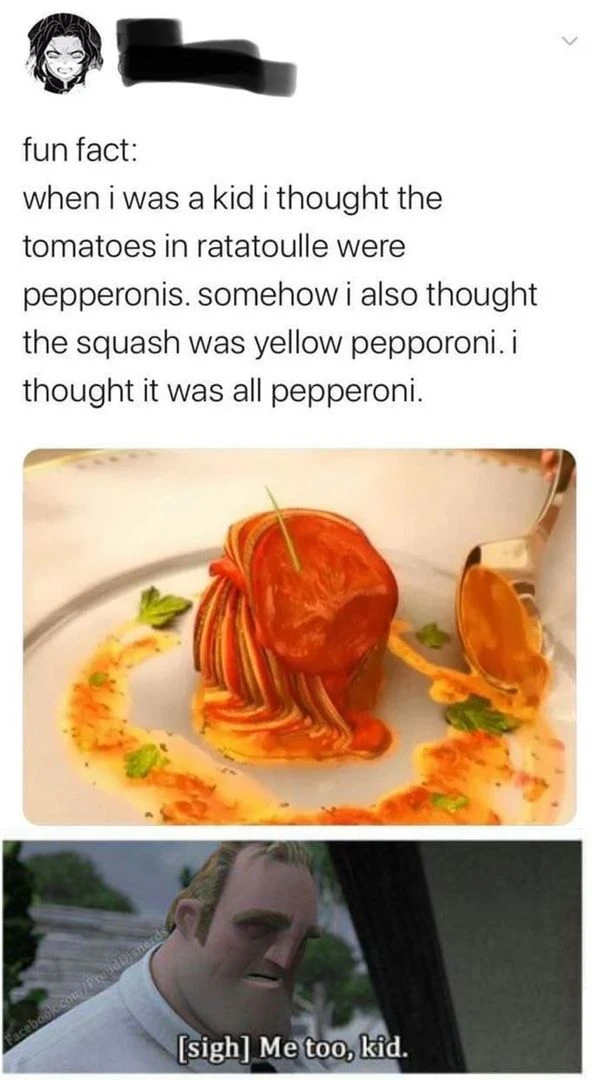 fun fact:
when i was a kid i thought the
tomatoes in ratatoulle were
pepperonis. somehow i also thought
the squash was yellow pepporoni. i
thought it was all pepperoni.
[sigh] Me too, kid.